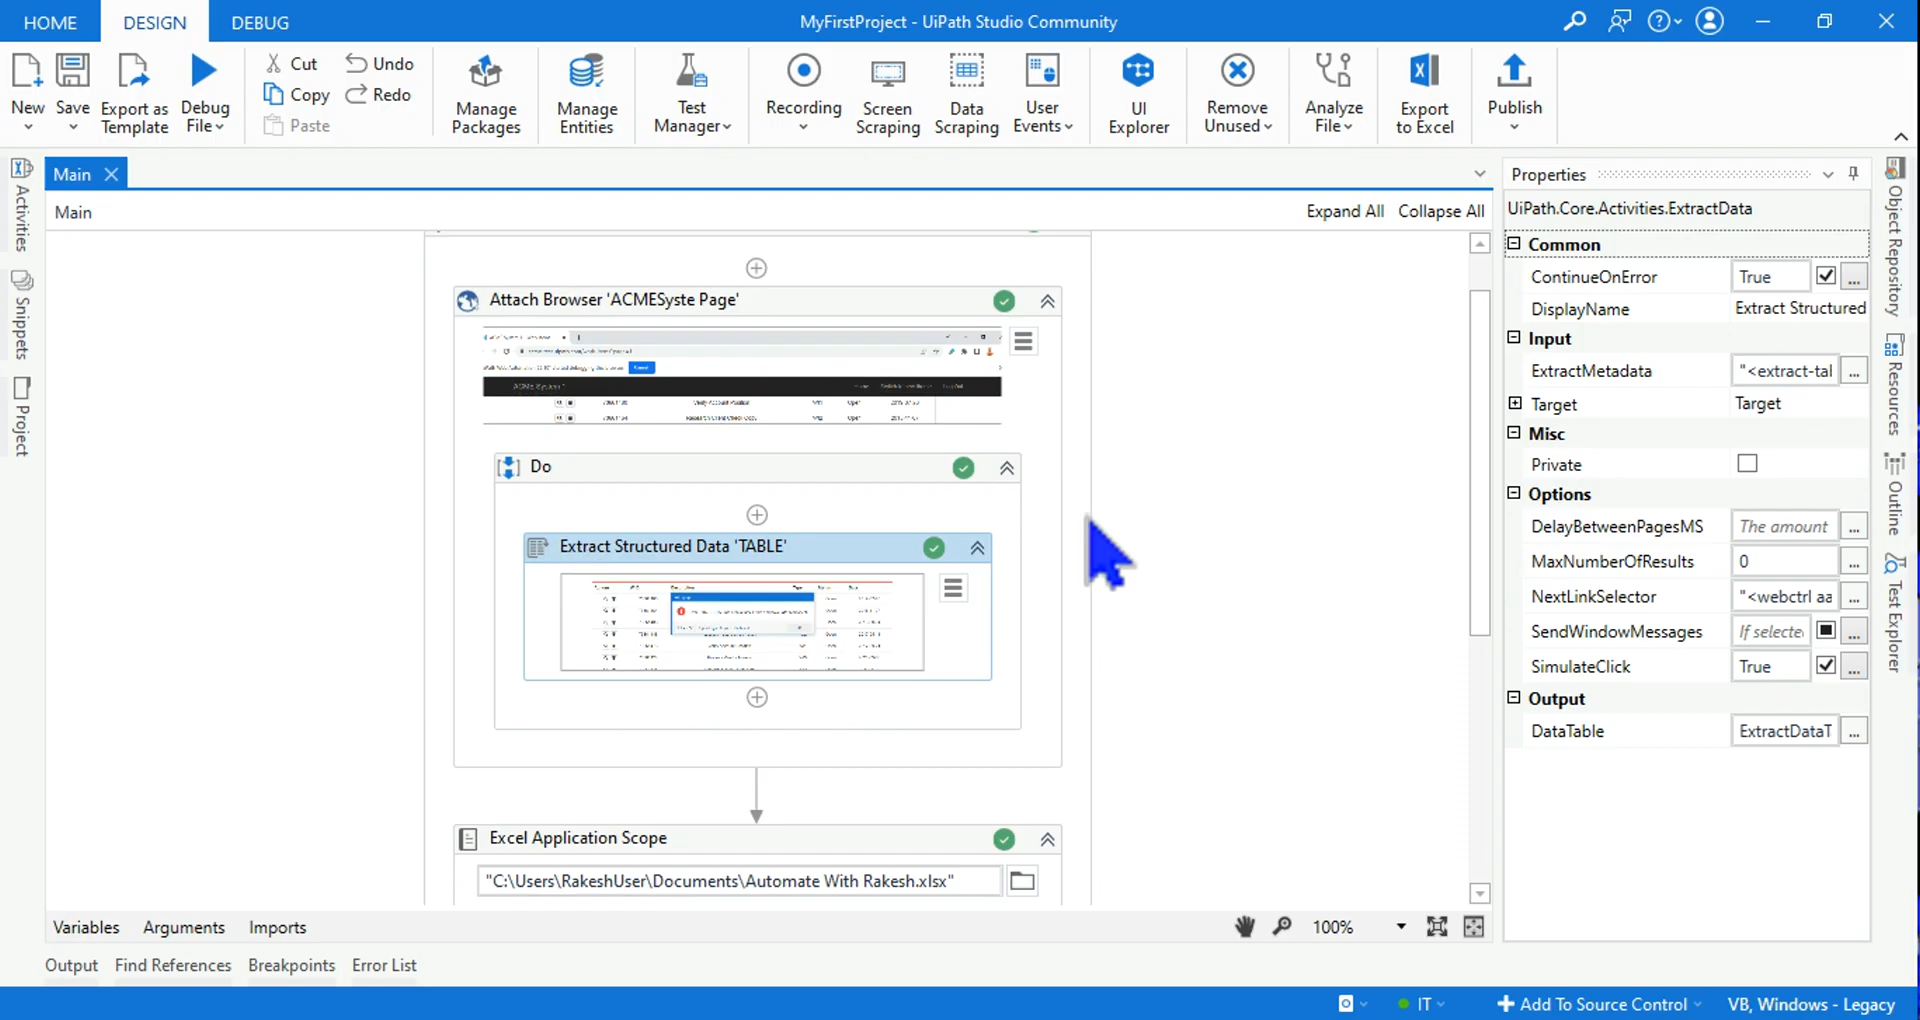 HOME
DESIGN
DEBUG
MyFirstProject - UiPath Studio Community
New
Save
Export as
Template
Debug
File
Cut
Copy
Paste
Undo
Redo
Manage
Packages
Manage
Entities
Test
Manager
Recording
Screen
Scraping
Data
Scraping
User
Events
UI
Explorer
Remove
Unused
Analyze
File
Export
to Excel
Publish
Activities
Snippets
Project
Main
Main
Expand All
Collapse All
Attach Browser 'ACMESyste Page'
Do
Extract Structured Data 'TABLE'
Excel Application Scope
"C:\Users\RakeshUser\Documents\Automate With Rakesh.xlsx"
Properties
UiPath.Core.Activities.ExtractData
Common
ContinueOnError True ...
DisplayName Extract Structured
Input
ExtractMetadata "<extract-tal ...
Target Target
Misc
Private
Options
DelayBetweenPagesMS The amount ...
MaxNumberOfResults 0 ...
NextLinkSelector "<webctrl aa ...
SendWindowMessages If selecte ...
SimulateClick True ...
Output
DataTable ExtractDataT ...
Object Repository
Resources
Outline
Test Explorer
Variables
Arguments
Imports
100%
Output
Find References
Breakpoints
Error List
IT
Add To Source Control
VB, Windows - Legacy